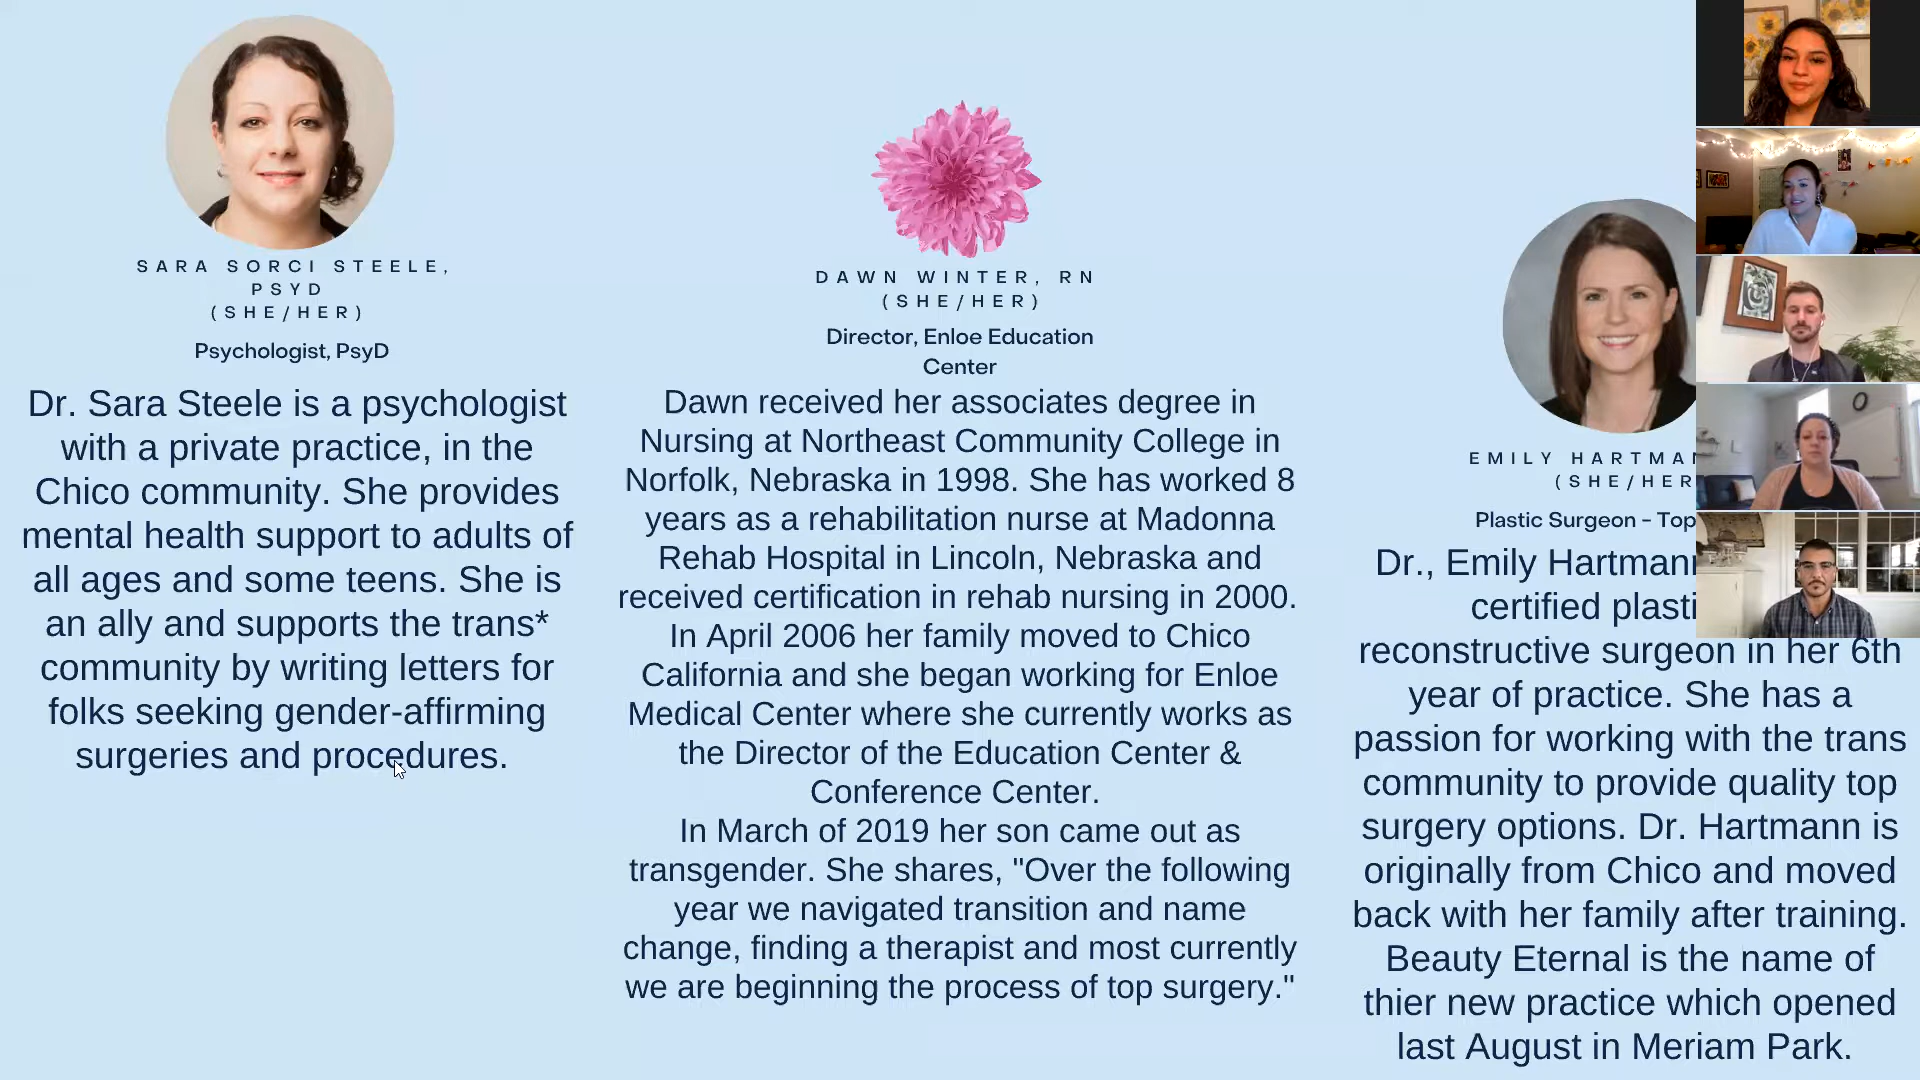 SARA SORCI STEELE,
PSYD
(SHE/HER)
Psychologist, PsyD
Dr. Sara Steele is a psychologist
with a private practice, in the
Chico community. She provides
mental health support to adults of
all ages and some teens. She is
an ally and supports the trans*
community by writing letters for
folks seeking gender-affirming
surgeries and procedures.
DAWN WINTER, RN
(SHE/HER)
Director, Enloe Education
Center
Dawn received her associates degree in
Nursing at Northeast Community College in
Norfolk, Nebraska in 1998. She has worked 8
years as a rehabilitation nurse at Madonna
Rehab Hospital in Lincoln, Nebraska and
received certification in rehab nursing in 2000.
In April 2006 her family moved to Chico
California and she began working for Enloe
Medical Center where she currently works as
the Director of the Education Center &
Conference Center.
In March of 2019 her son came out as
transgender. She shares, "Over the following
year we navigated transition and name
change, finding a therapist and most currently
we are beginning the process of top surgery."
EMILY HARTMA
(SHE/HER
Plastic Surgeon - Top
Dr., Emily Hartmann
certified plasti
reconstructive surgeon in her 6th
year of practice. She has a
passion for working with the trans
community to provide quality top
surgery options. Dr. Hartmann is
originally from Chico and moved
back with her family after training.
Beauty Eternal is the name of
thier new practice which opened
last August in Meriam Park.